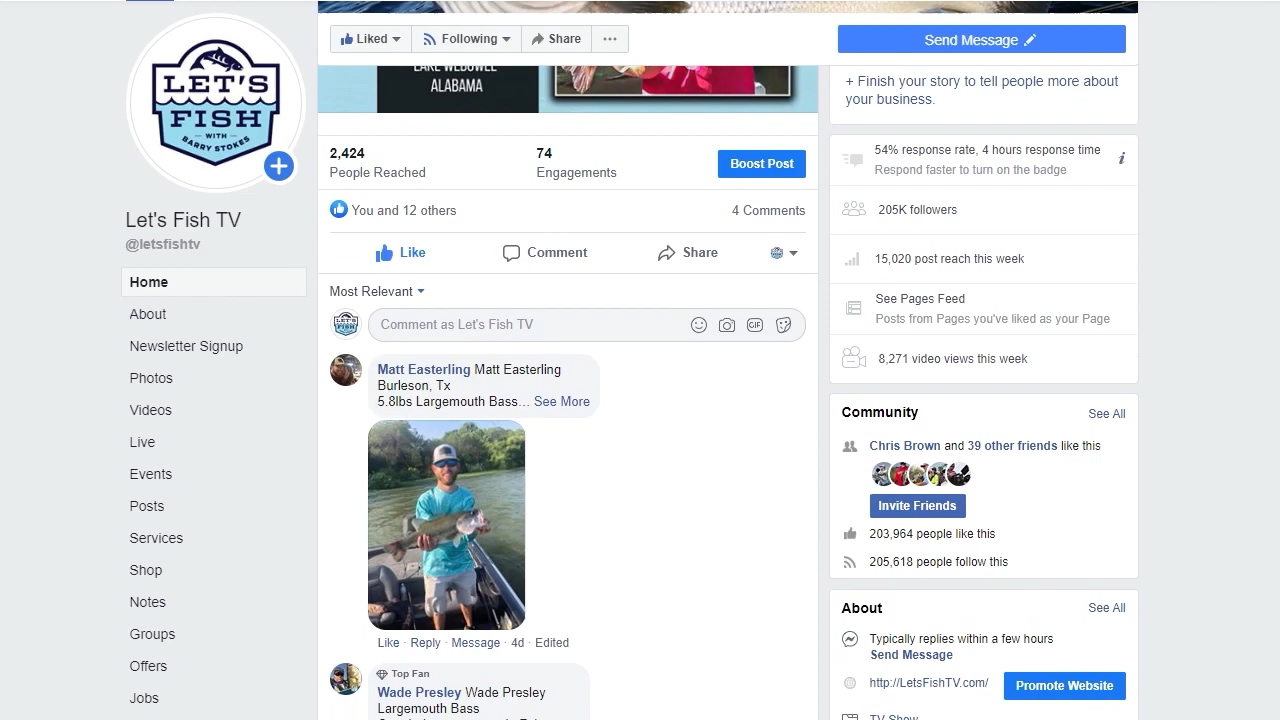 Liked
Following
Share
Send Message
LET'S
FISH
WITH
BARRY STOKES
Let's Fish TV
@letsfishtv
Home
About
Newsletter Signup
Photos
Videos
Live
Events
Posts
Services
Shop
Notes
Groups
Offers
Jobs
LAKE WEDOWEE,
ALABAMA
2,424
People Reached
74
Engagements
Boost Post
You and 12 others
4 Comments
Like
Comment
Share
Most Relevant
Comment as Let's Fish TV
GIF
Matt Easterling Matt Easterling
Burleson, Tx
5.8lbs Largemouth Bass... See More
Like · Reply · Message · 4d · Edited
Top Fan
Wade Presley Wade Presley
Largemouth Bass
+ Finish your story to tell people more about
your business.
54% response rate, 4 hours response time
Respond faster to turn on the badge
205K followers
15,020 post reach this week
See Pages Feed
Posts from Pages you've liked as your Page
8,271 video views this week
Community
See All
Chris Brown and 39 other friends like this
Invite Friends
203,964 people like this
205,618 people follow this
About
See All
Typically replies within a few hours
Send Message
http://LetsFishTV.com/
Promote Website
TV Show